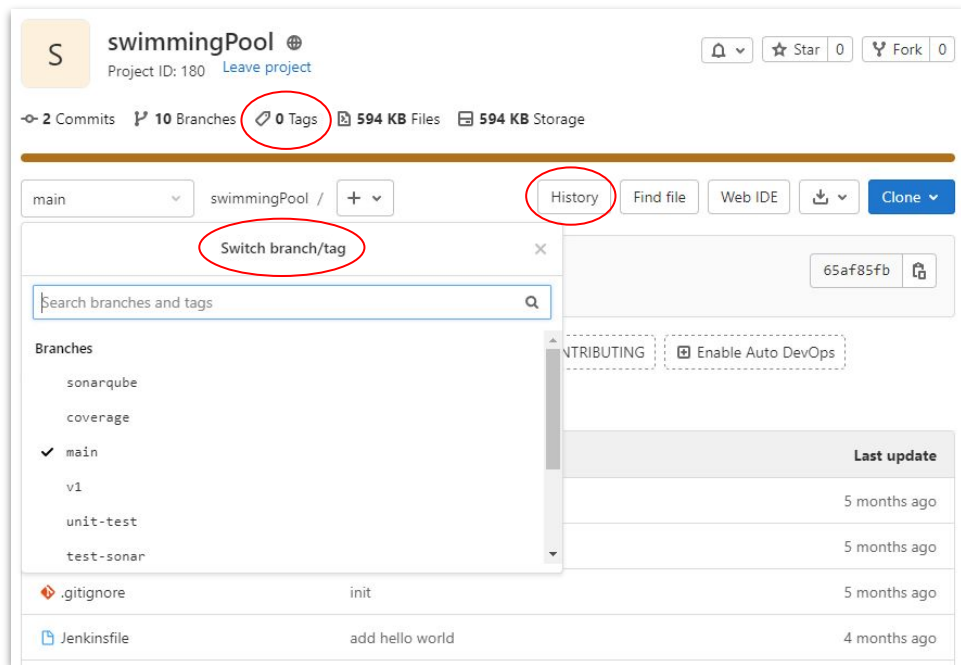 S
swimmingPool
Star 0 Fork 0
Project ID: 180 Leave project
2 Commits 10 Branches 0 Tags 594 KB Files 594 KB Storage
main swimmingPool / + History Find file Web IDE Clone
Switch branch/tag
65af85fb
Search branches and tags
Branches
NTRIBUTING Enable Auto DevOps
sonarqube
coverage
main Last update
v1
5 months ago
unit-test
5 months ago
test-sonar
.gitignore init 5 months ago
Jenkinsfile add hello world 4 months ago